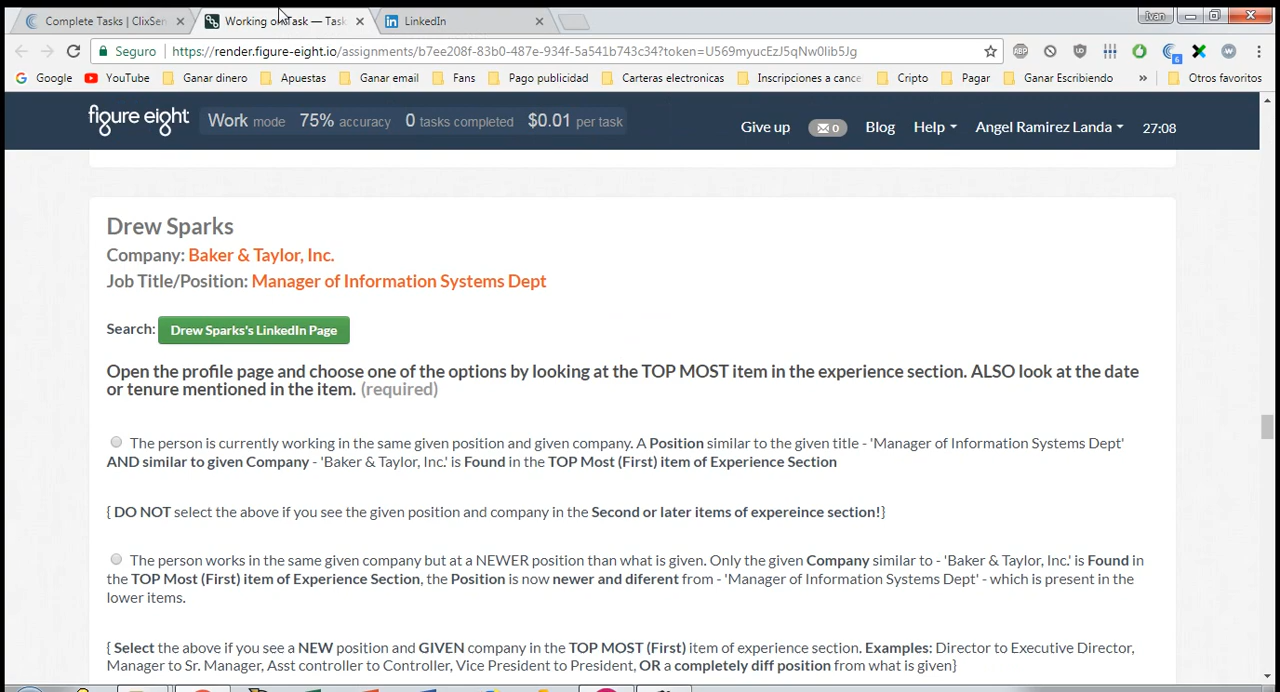 Complete Tasks | ClixSen
Working on Task — Task
LinkedIn
Ivan
Seguro
https://render.figure-eight.io/assignments/b7ee208f-83b0-487e-934f-5a541b743c34?token=U569myucEzJ5qNw0lib5Jg
ABP
6
W
Google
YouTube
Ganar dinero
Apuestas
Ganar email
Fans
Pago publicidad
Carteras electronicas
Inscripciones a cance
Cripto
Pagar
Ganar Escribiendo
»
Otros favoritos
figure eight
Work mode 75% accuracy 0 tasks completed $0.01 per task
Give up
0
Blog
Help
Angel Ramirez Landa
27:08
Drew Sparks
Company: Baker & Taylor, Inc.
Job Title/Position: Manager of Information Systems Dept
Search: Drew Sparks's LinkedIn Page
Open the profile page and choose one of the options by looking at the TOP MOST item in the experience section. ALSO look at the date
or tenure mentioned in the item. (required)
The person is currently working in the same given position and given company. A Position similar to the given title - 'Manager of Information Systems Dept'
AND similar to given Company - 'Baker & Taylor, Inc.' is Found in the TOP Most (First) item of Experience Section
{ DO NOT select the above if you see the given position and company in the Second or later items of expereince section!}
The person works in the same given company but at a NEWER position than what is given. Only the given Company similar to - 'Baker & Taylor, Inc.' is Found in
the TOP Most (First) item of Experience Section, the Position is now newer and diferent from - 'Manager of Information Systems Dept' - which is present in the
lower items.
{ Select the above if you see a NEW position and GIVEN company in the TOP MOST (First) item of experience section. Examples: Director to Executive Director,
Manager to Sr. Manager, Asst controller to Controller, Vice President to President, OR a completely diff position from what is given}